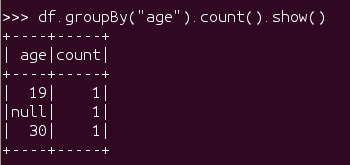 >>> df.groupBy("age").count().show()
+----+-----+
| age|count|
+----+-----+
|  19|    1|
|null|    1|
|  30|    1|
+----+-----+